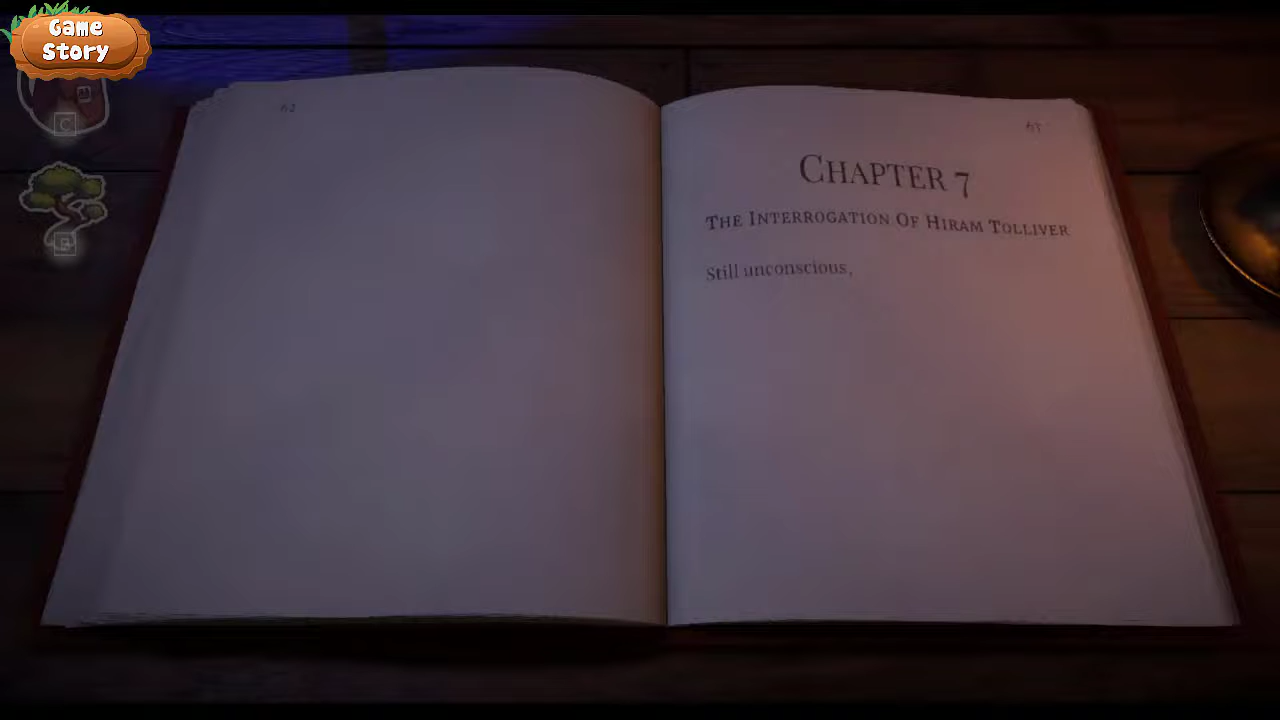 Game
Story
C
62
63
CHAPTER 7
THE INTERROGATION OF HIRAM TOLLIVER
Still unconscious,